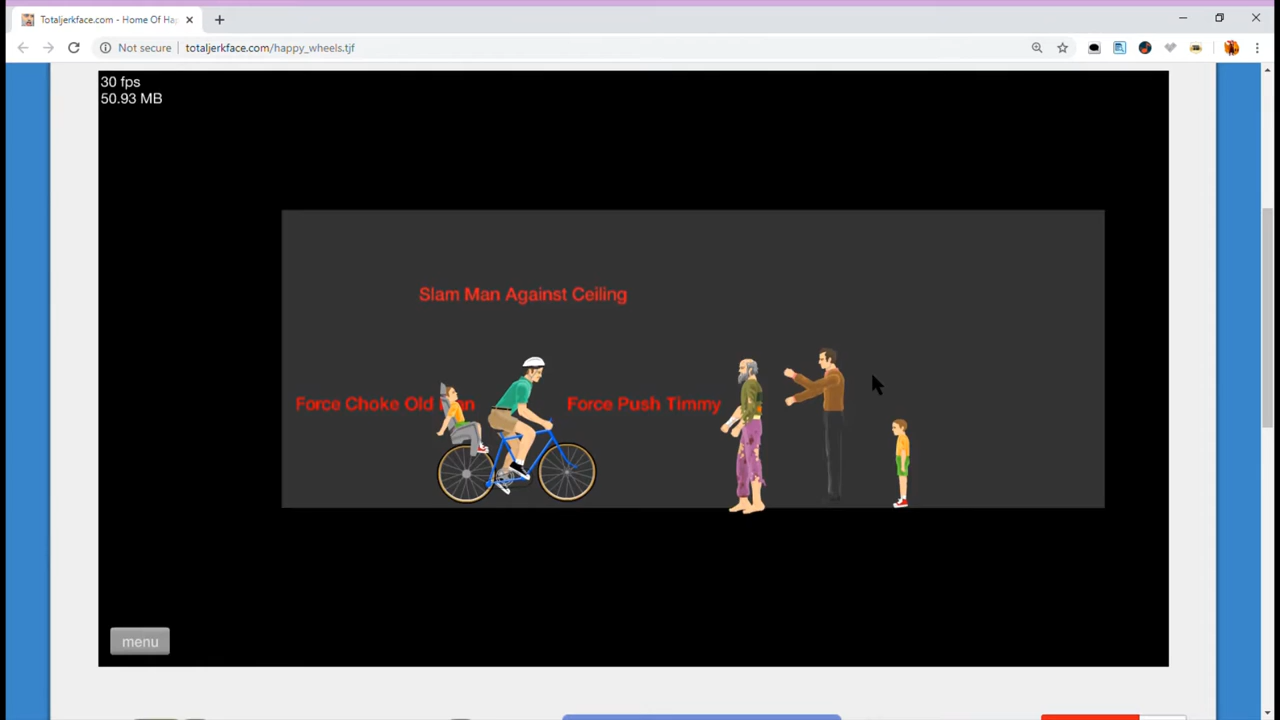 Totaljerkface.com - Home Of Ha
Not secure
totaljerkface.com/happy_wheels.tjf
30 fps
50.93 MB
Slam Man Against Ceiling
Force Choke Old
Force Push Timmy
menu